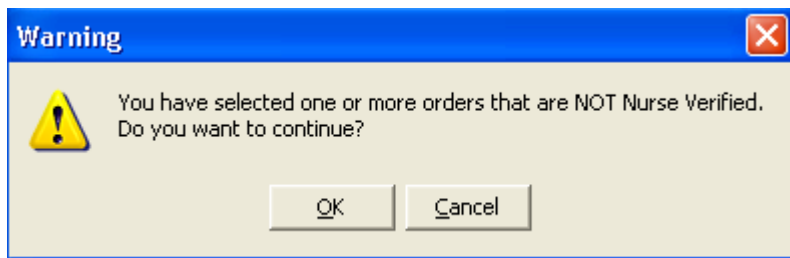 Warning
You have selected one or more orders that are NOT Nurse Verified.
Do you want to continue?
OK Cancel